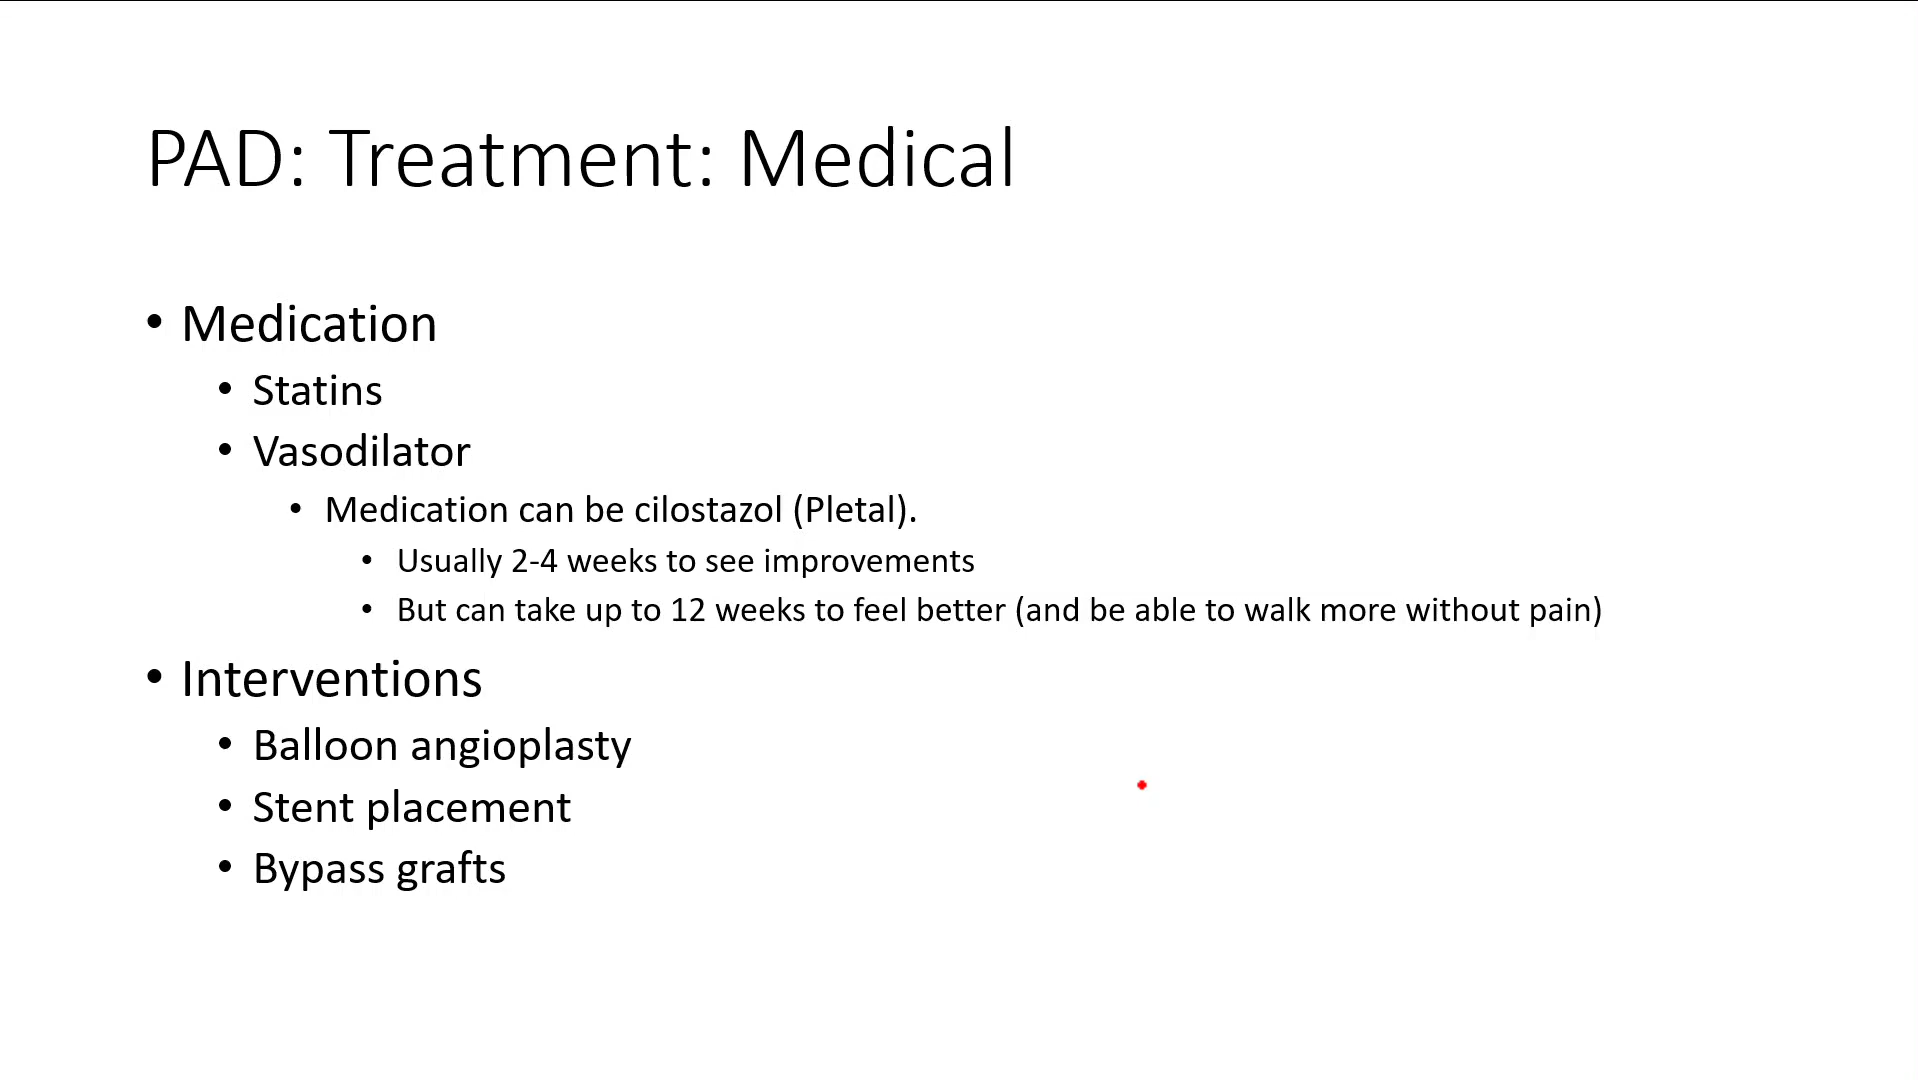 PAD: Treatment: Medical
• Medication
• Statins
• Vasodilator
• Medication can be cilostazol (Pletal).
• Usually 2-4 weeks to see improvements
• But can take up to 12 weeks to feel better (and be able to walk more without pain)
• Interventions
• Balloon angioplasty
• Stent placement
• Bypass grafts